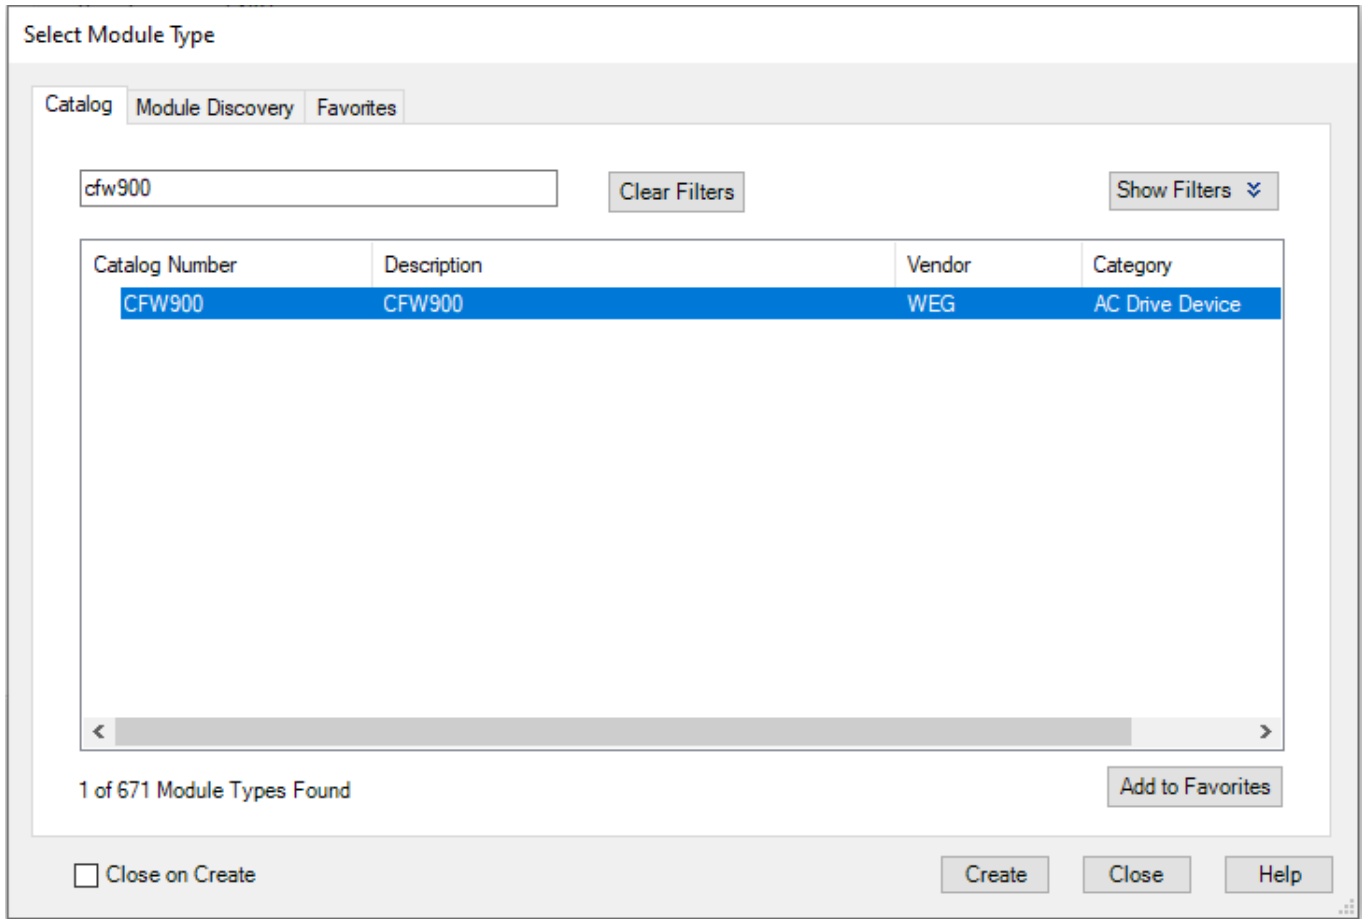 Select Module Type
Catalog Module Discovery Favorites
cfw900 Clear Filters Show Filters
Catalog Number Description Vendor Category
CFW900 CFW900 WEG AC Drive Device
1 of 671 Module Types Found Add to Favorites
Close on Create Create Close Help